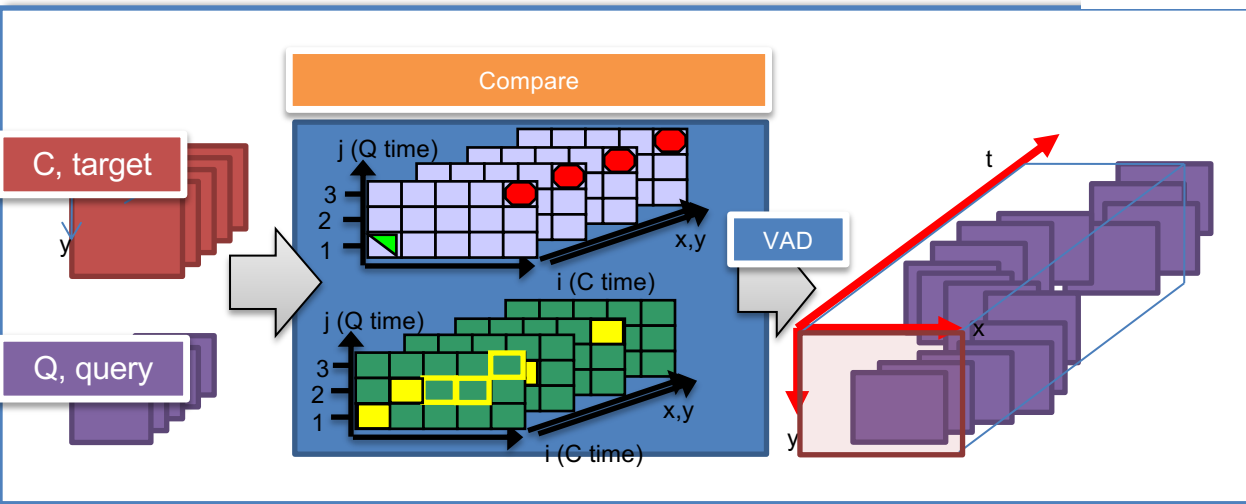 Compare
C, target
y
j (Q time)
3
2
1
x,y
i (C time)
VAD
t
x
y
Q, query
j (Q time)
3
2
1
x,y
i (C time)